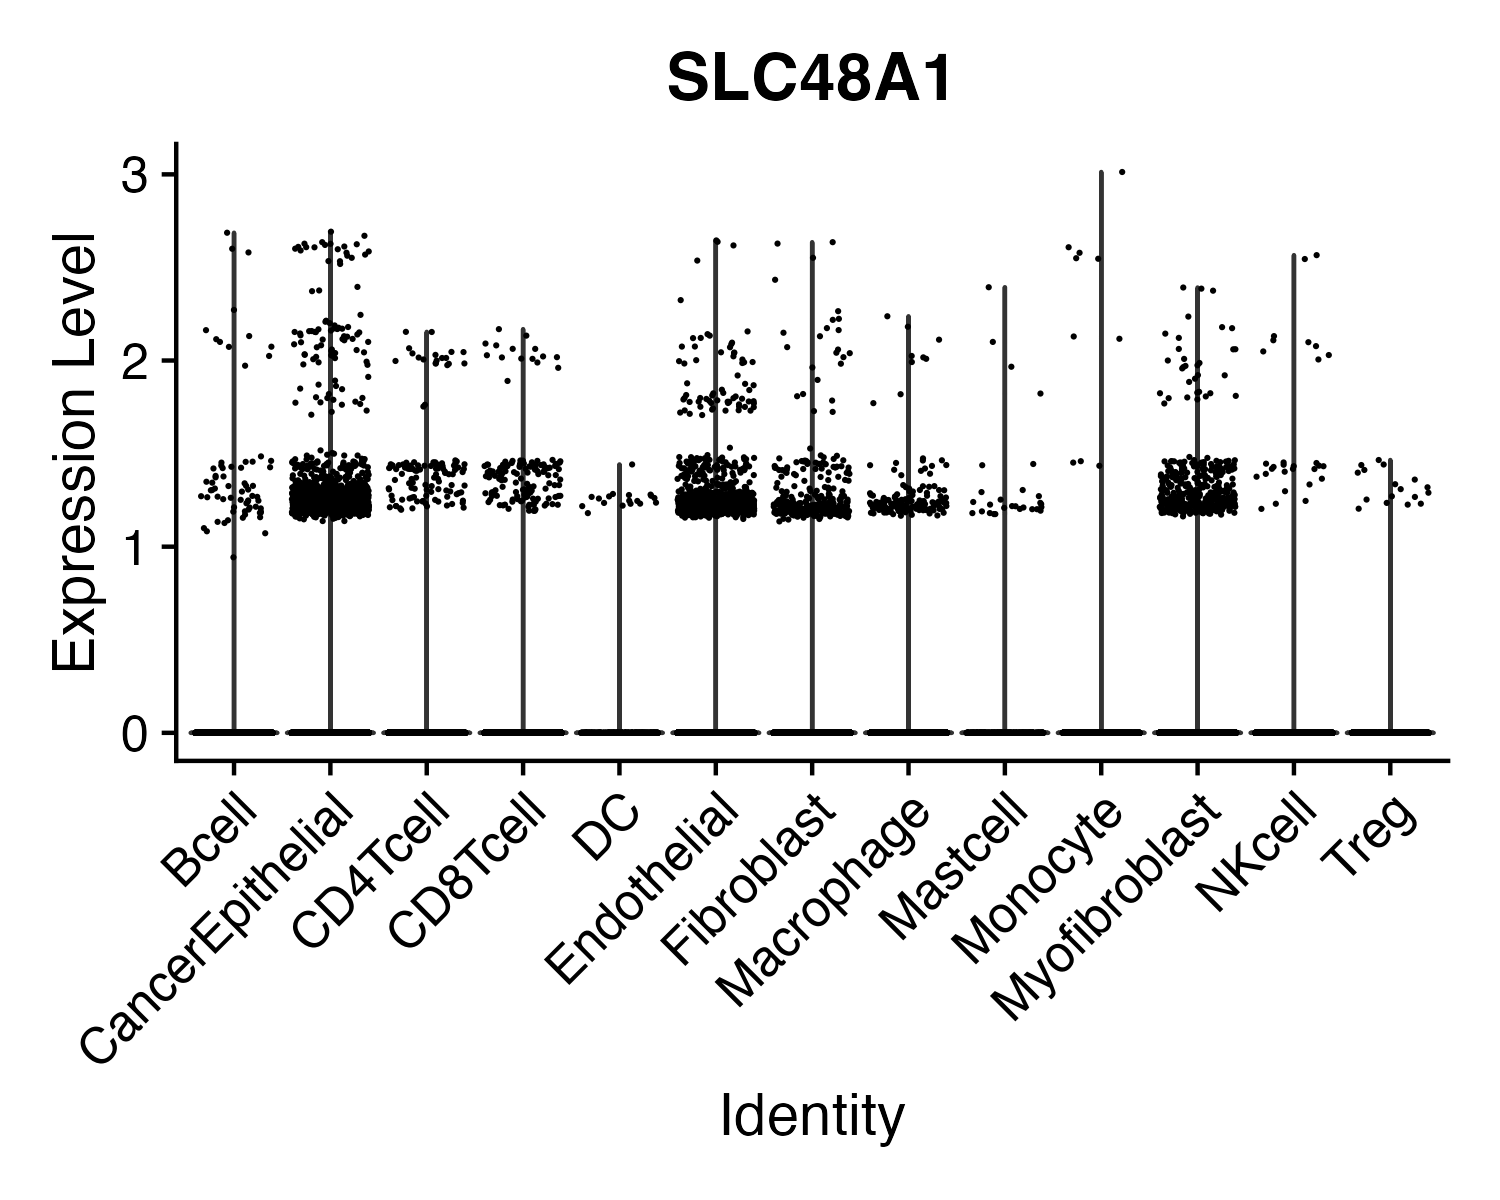 SLC48A1
Expression Level
3
2
1
0
Bcell
CancerEpithelial
CD4Tcell
CD8Tcell
DC
Endothelial
Fibroblast
Macrophage
Mastcell
Monocyte
Myofibroblast
NKcell
Treg
Identity